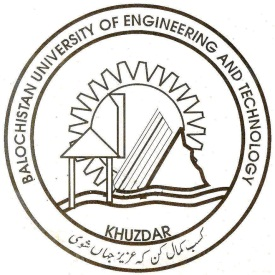 BALOCHISTAN UNIVERSITY OF ENGINEERING AND TECHNOLOGY
KHUZDAR
کسب کمال کن کہ عزیز جہاں شوی